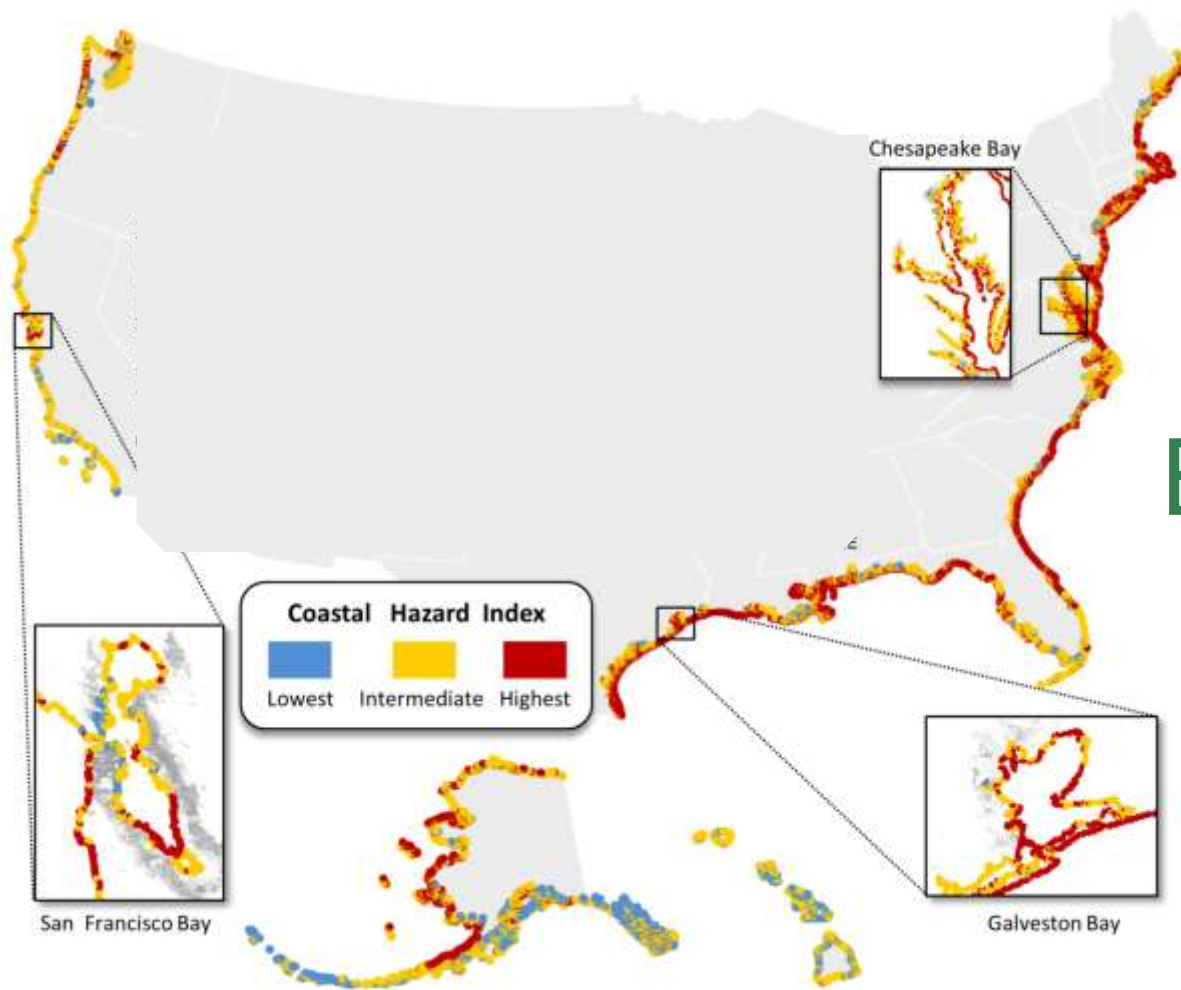 Chesapeake Bay
Coastal Hazard Index
Lowest Intermediate Highest
San Francisco Bay
Galveston Bay